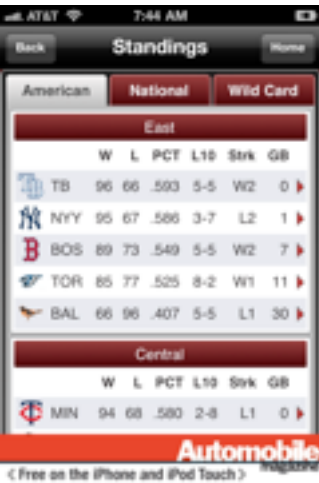 AT&T 7:44 AM
Back Standings Home
American National Wild Card
East
W L PCT L10 Strk GB
TB 96 66 .593 5-5 W2 0
NYY 95 67 .586 3-7 L2 1
B BOS 89 73 .549 5-5 W2 7
TOR 85 77 .525 8-2 W1 11
BAL 66 96 .407 5-5 L1 30
Central
W L PCT L10 Strk GB
MIN 94 68 .580 2-8 L1 0
Automobile
magazine
< Free on the iPhone and iPod Touch >